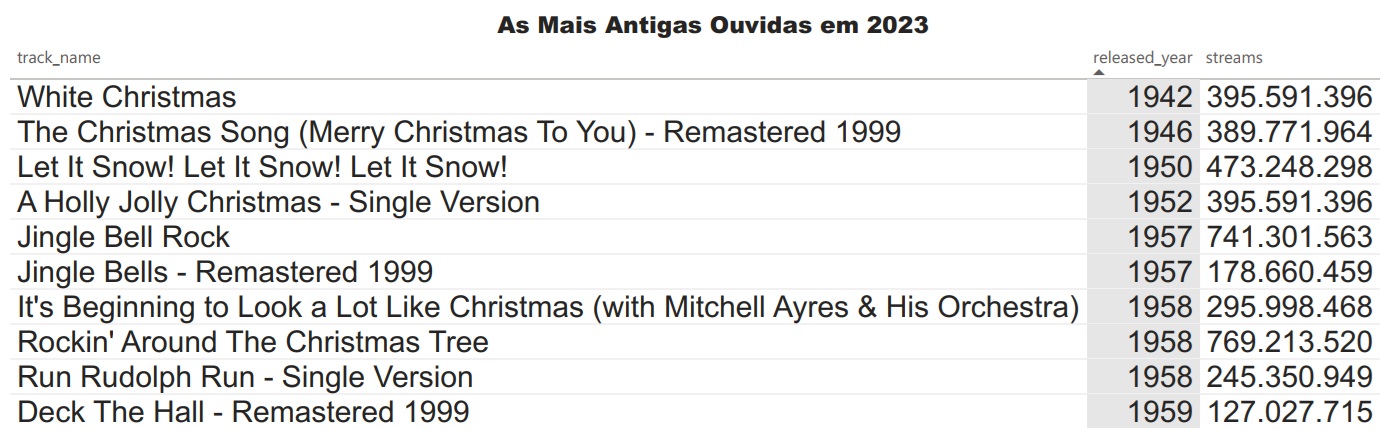 As Mais Antigas Ouvidas em 2023
track_name released_year streams
White Christmas 1942 395.591.396
The Christmas Song (Merry Christmas To You) - Remastered 1999 1946 389.771.964
Let It Snow! Let It Snow! Let It Snow! 1950 473.248.298
A Holly Jolly Christmas - Single Version 1952 395.591.396
Jingle Bell Rock 1957 741.301.563
Jingle Bells - Remastered 1999 1957 178.660.459
It's Beginning to Look a Lot Like Christmas (with Mitchell Ayres & His Orchestra) 1958 295.998.468
Rockin' Around The Christmas Tree 1958 769.213.520
Run Rudolph Run - Single Version 1958 245.350.949
Deck The Hall - Remastered 1999 1959 127.027.715